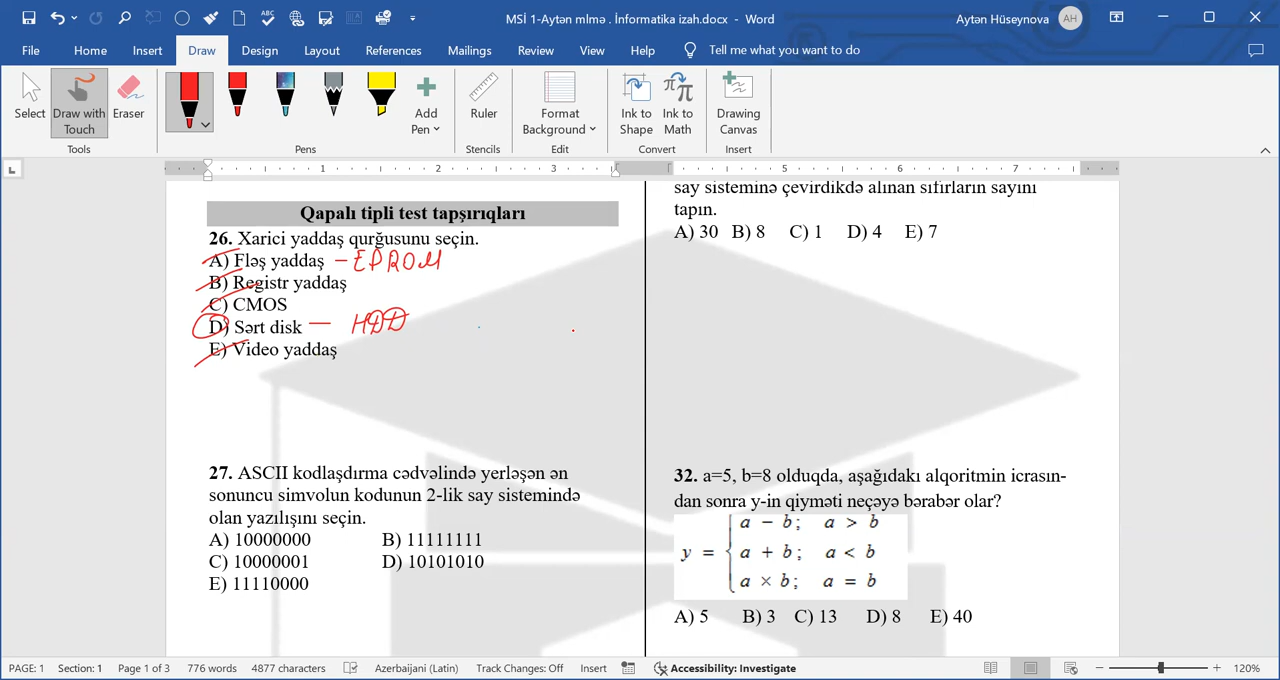 MSİ 1-Aytən mlmə . İnformatika izah.docx - Word
Aytən Hüseynova
AH
File Home Insert Draw Design Layout References Mailings Review View Help Tell me what you want to do
Select
Draw with Touch
Eraser
Add Pen
Ruler
Format Background
Ink to Shape
Ink to Math
Drawing Canvas
Tools Pens Stencils Edit Convert Insert
1 2 3 5 6 7
Qapalı tipli test tapşırıqları
26. Xarici yaddaş qurğusunu seçin.
A) Fləş yaddaş – EPROM
B) Registr yaddaş
C) CMOS
D) Sərt disk — HDD
E) Video yaddaş
27. ASCII kodlaşdırma cədvəlində yerləşən ən
sonuncu simvolun kodunun 2-lik say sistemində
olan yazılışını seçin.
A) 10000000 B) 11111111
C) 10000001 D) 10101010
E) 11110000
say sisteminə çevirdikdə alınan sıfırların sayını
tapın.
A) 30 B) 8 C) 1 D) 4 E) 7
32. a=5, b=8 olduqda, aşağıdakı alqoritmin icrasın-
dan sonra y-in qiyməti neçəyə bərabər olar?
a − b; a > b
y = { a + b; a < b
a × b; a = b
A) 5 B) 3 C) 13 D) 8 E) 40
PAGE: 1 Section: 1 Page 1 of 3 776 words 4877 characters Azerbaijani (Latin) Track Changes: Off Insert Accessibility: Investigate 120%